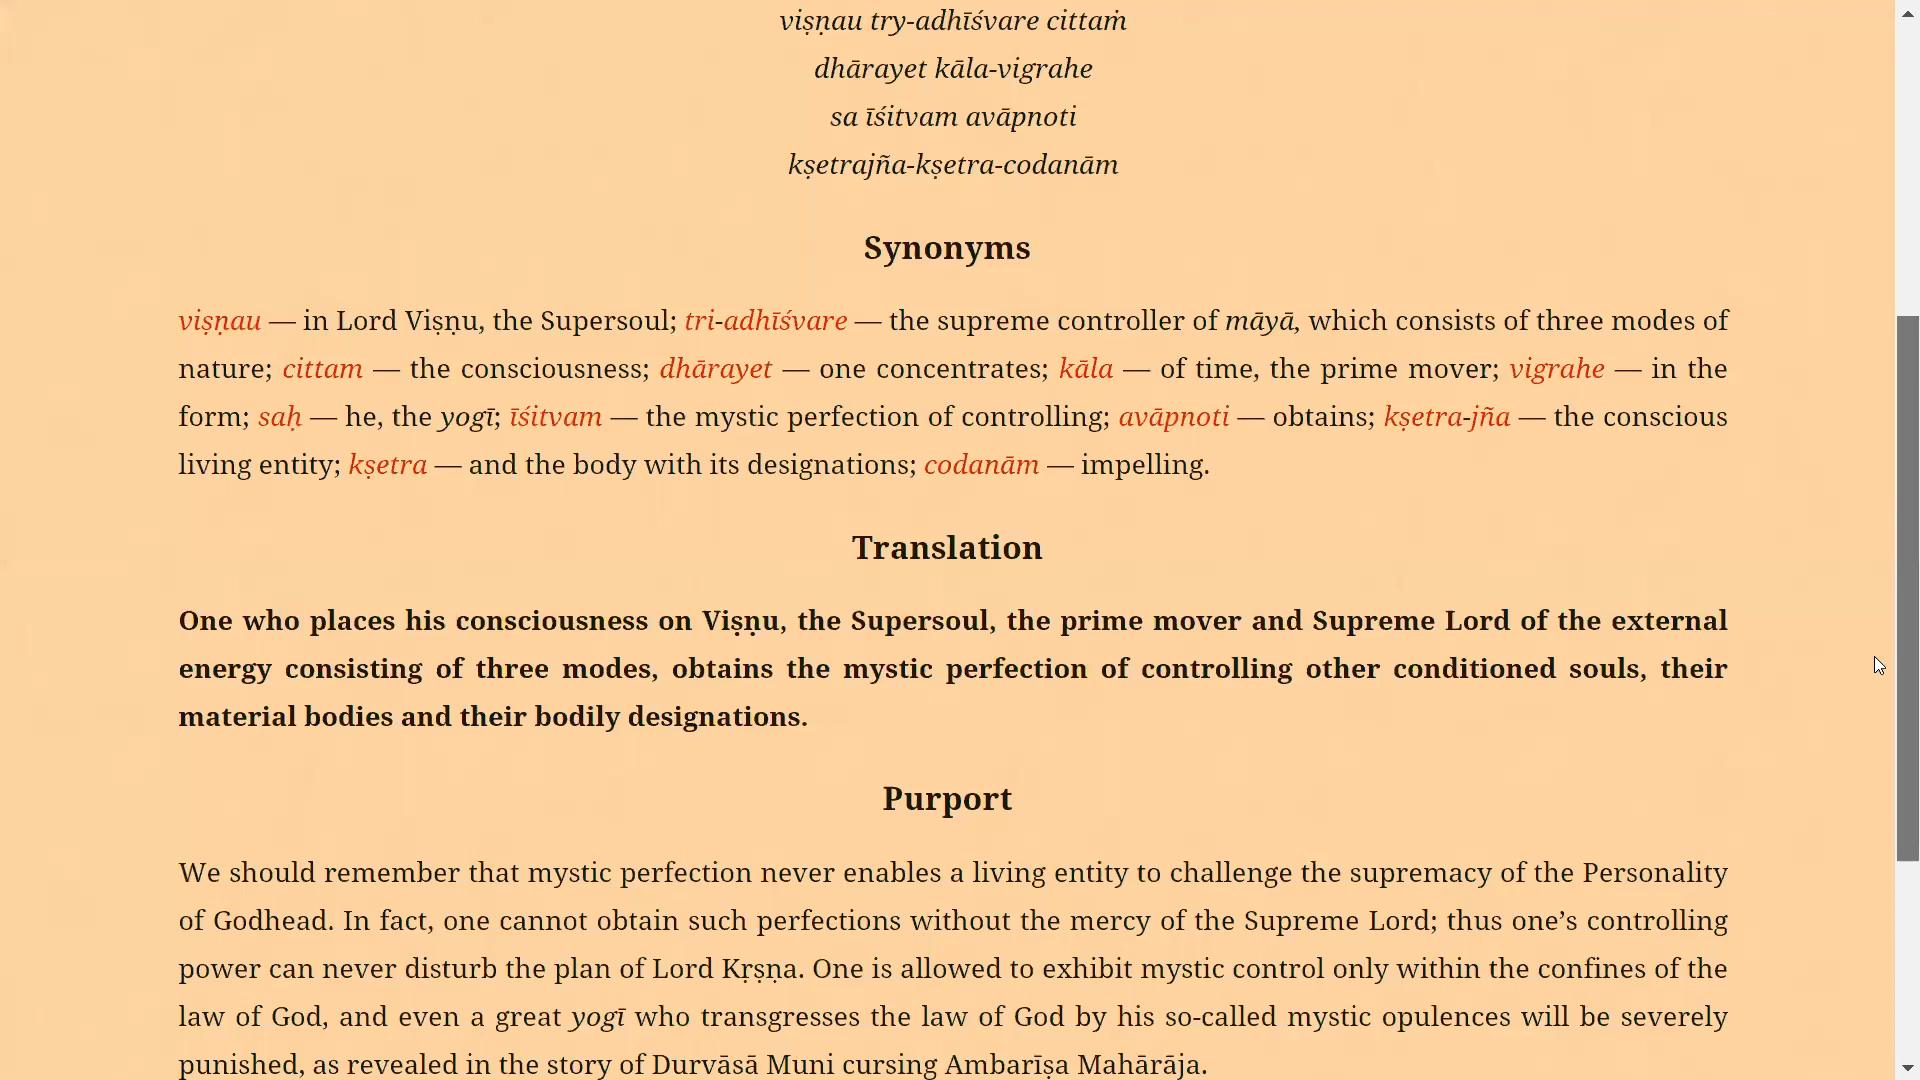 viṣṇau try-adhīśvare cittaṁ
dhārayet kāla-vigrahe
sa īśitvam avāpnoti
kṣetrajña-kṣetra-codanām
Synonyms
viṣṇau — in Lord Viṣṇu, the Supersoul; tri-adhīśvare — the supreme controller of māyā, which consists of three modes of
nature; cittam — the consciousness; dhārayet — one concentrates; kāla — of time, the prime mover; vigrahe — in the
form; saḥ — he, the yogī; īśitvam — the mystic perfection of controlling; avāpnoti — obtains; kṣetra-jña — the conscious
living entity; kṣetra — and the body with its designations; codanām — impelling.
Translation
One who places his consciousness on Viṣṇu, the Supersoul, the prime mover and Supreme Lord of the external
energy consisting of three modes, obtains the mystic perfection of controlling other conditioned souls, their
material bodies and their bodily designations.
Purport
We should remember that mystic perfection never enables a living entity to challenge the supremacy of the Personality
of Godhead. In fact, one cannot obtain such perfections without the mercy of the Supreme Lord; thus one’s controlling
power can never disturb the plan of Lord Kṛṣṇa. One is allowed to exhibit mystic control only within the confines of the
law of God, and even a great yogī who transgresses the law of God by his so-called mystic opulences will be severely
punished, as revealed in the story of Durvāsā Muni cursing Ambarīṣa Mahārāja.